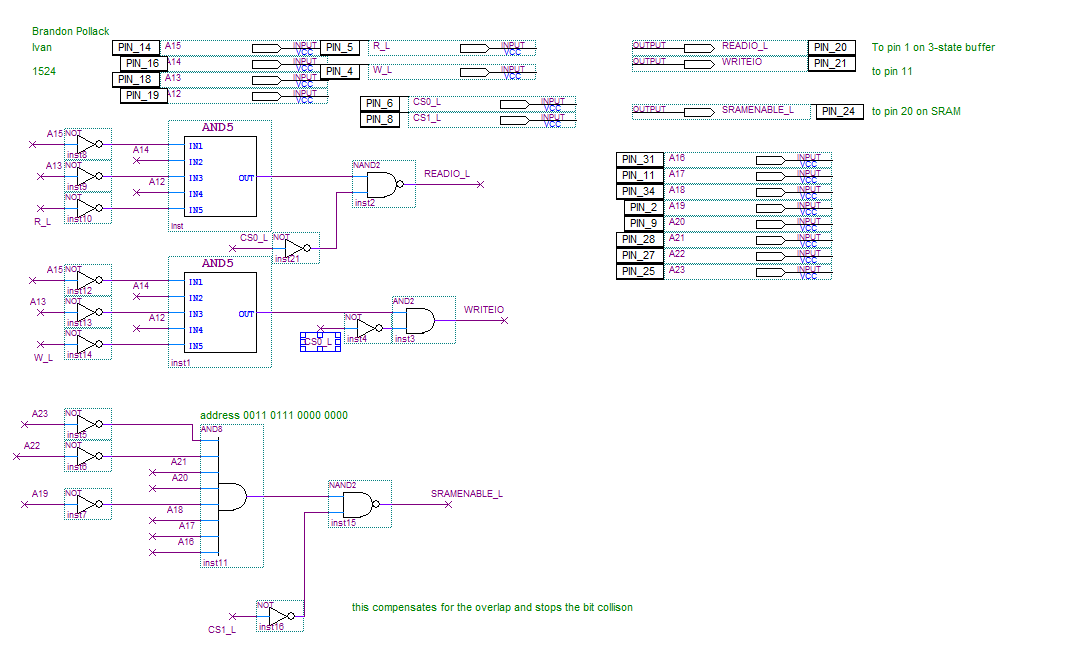 Brandon Pollack
Ivan
1524
PIN_14 A15 INPUT VCC
PIN_16 A14 INPUT VCC
PIN_18 A13 INPUT VCC
PIN_19 A12 INPUT VCC
PIN_5 R_L INPUT VCC
PIN_4 W_L INPUT VCC
PIN_6 CS0_L INPUT VCC
PIN_8 CS1_L INPUT VCC
OUTPUT READIO_L PIN_20 To pin 1 on 3-state buffer
OUTPUT WRITEIO PIN_21 to pin 11
OUTPUT SRAMENABLE_L PIN_24 to pin 20 on SRAM
PIN_31 A16 INPUT VCC
PIN_11 A17 INPUT VCC
PIN_34 A18 INPUT VCC
PIN_2 A19 INPUT VCC
PIN_9 A20 INPUT VCC
PIN_28 A21 INPUT VCC
PIN_27 A22 INPUT VCC
PIN_25 A23 INPUT VCC
A15 NOT inst8
A14
A13 NOT inst9
A12
R_L NOT inst10
AND5
IN1
IN2
IN3 OUT
IN4
IN5
inst
NAND2
inst2
READIO_L
CS0_L NOT inst21
A15 NOT inst12
A14
A13 NOT inst13
A12
W_L NOT inst14
AND5
IN1
IN2
IN3 OUT
IN4
IN5
inst1
CS0_L NOT inst4
AND2
inst3
WRITEIO
address 0011 0111 0000 0000
A23 NOT inst5
A22 NOT inst6
A21
A20
A19 NOT inst7
A18
A17
A16
AND8
inst11
NAND2
inst15
SRAMENABLE_L
CS1_L NOT inst16
this compensates for the overlap and stops the bit collison